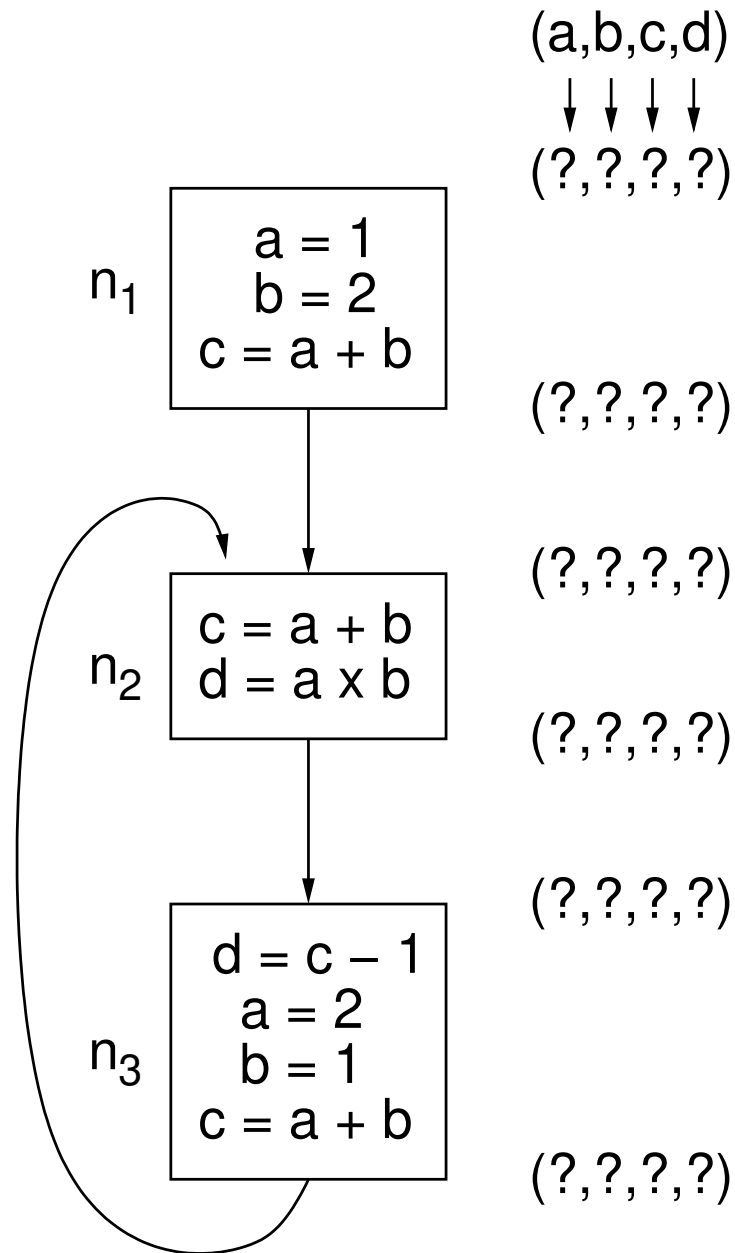 (a,b,c,d)
(?,?,?,?)
n1
a = 1
b = 2
c = a + b
(?,?,?,?)
(?,?,?,?)
n2
c = a + b
d = a x b
(?,?,?,?)
(?,?,?,?)
n3
d = c – 1
a = 2
b = 1
c = a + b
(?,?,?,?)